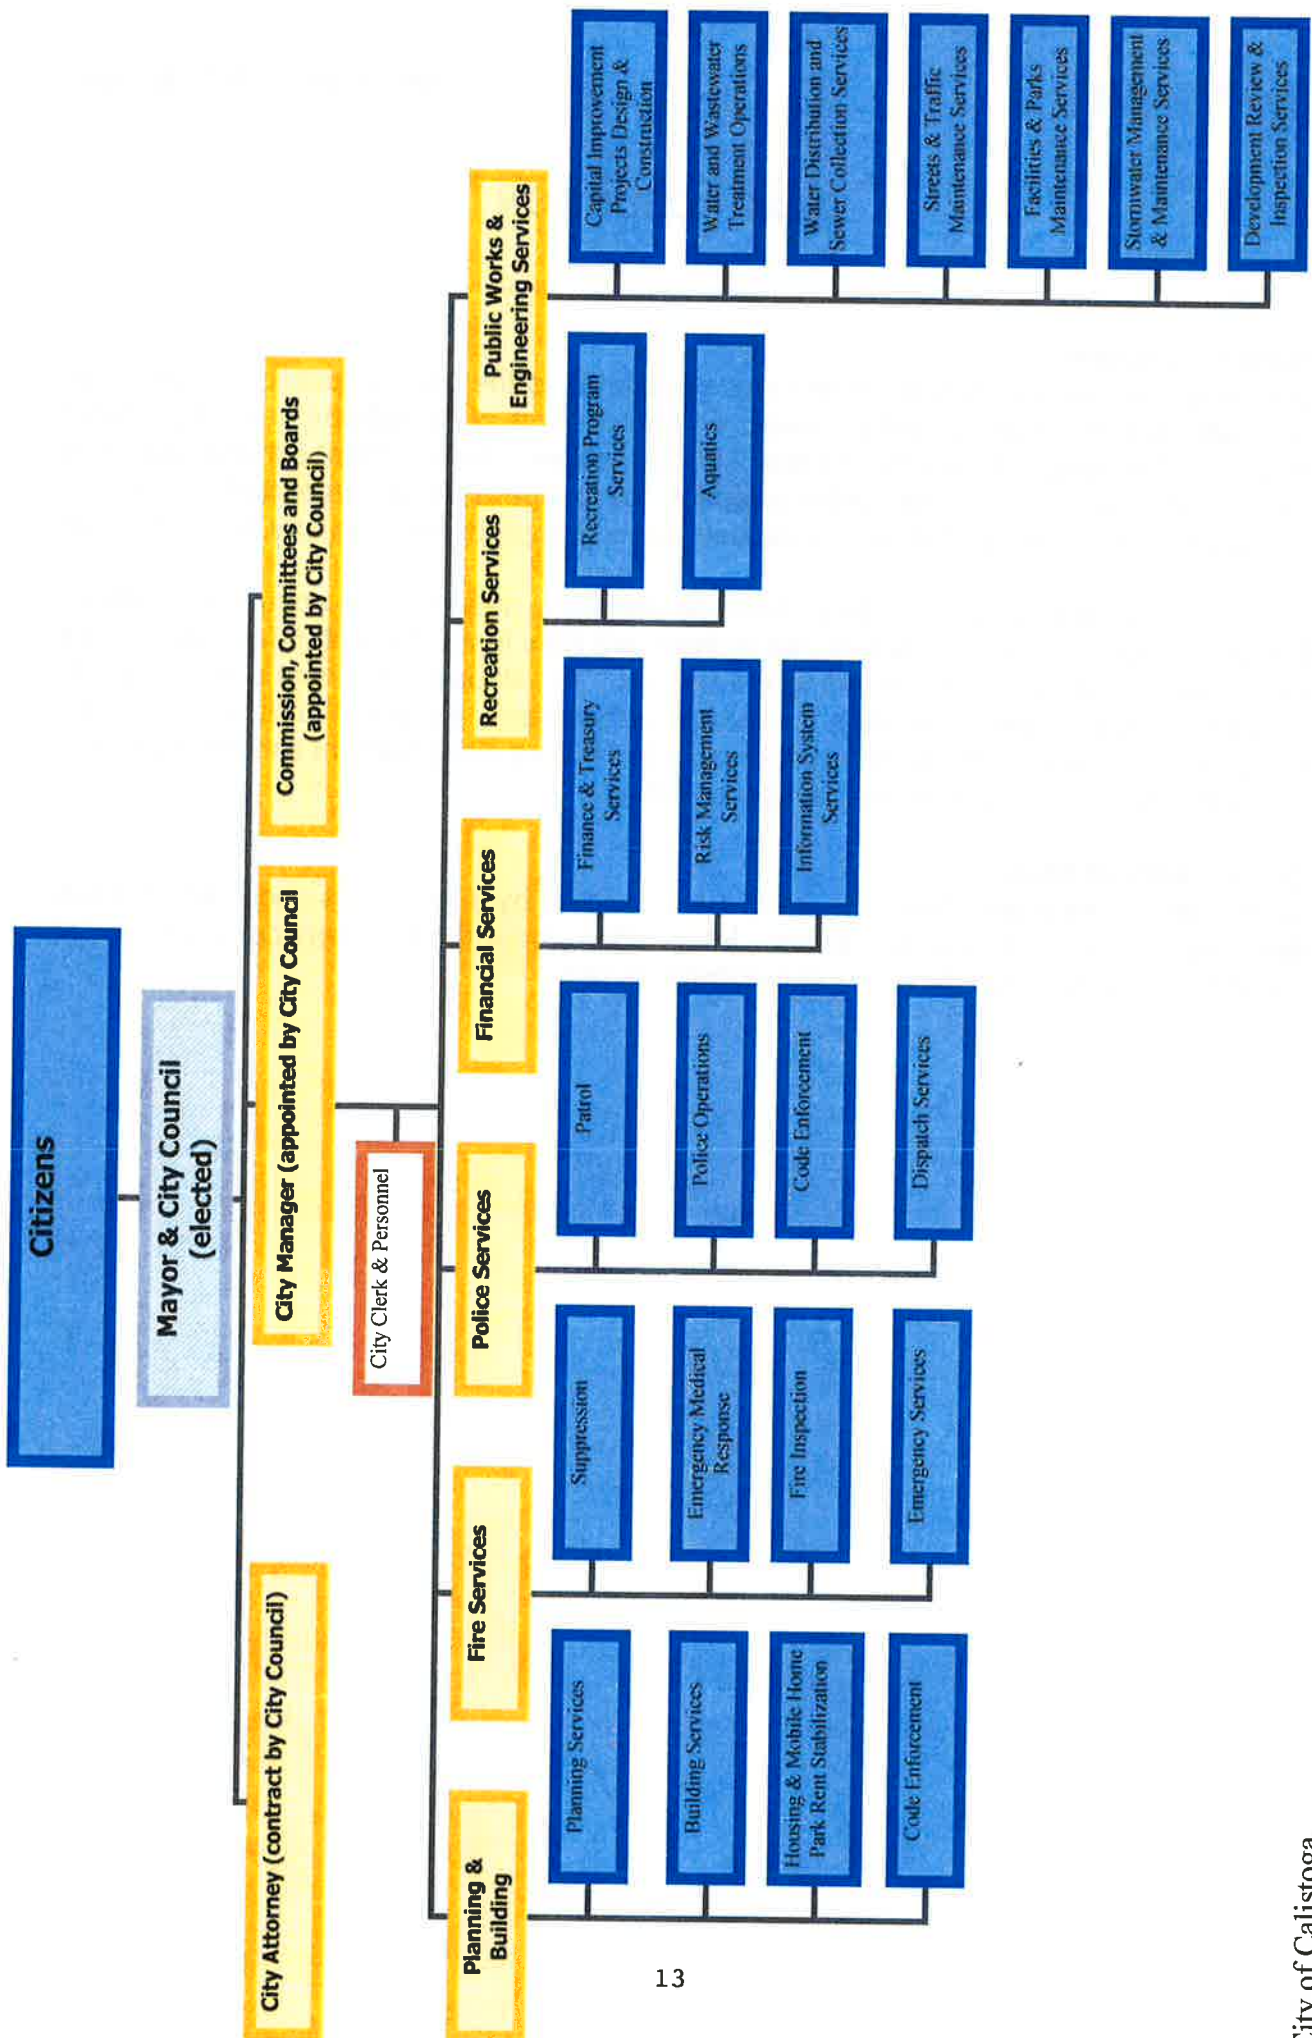 Citizens
Mayor & City Council
(elected)
City Attorney (contract by City Council)
City Manager (appointed by City Council)
Commission, Committees and Boards
(appointed by City Council)
City Clerk & Personnel
Planning &
Building
Planning Services
Building Services
Housing & Mobile Home
Park Rent Stabilization
Code Enforcement
Fire Services
Suppression
Emergency Medical
Response
Fire Inspection
Emergency Services
Police Services
Patrol
Police Operations
Code Enforcement
Dispatch Services
Financial Services
Finance & Treasury
Services
Risk Management
Services
Information System
Services
Recreation Services
Recreation Program
Services
Aquatics
Public Works &
Engineering Services
Capital Improvement
Projects Design &
Construction
Water and Wastewater
Treatment Operations
Water Distribution and
Sewer Collection Services
Streets & Traffic
Maintenance Services
Facilities & Parks
Maintenance Services
Stormwater Management
& Maintenance Services
Development Review &
Inspection Services
City of Calistoga
13